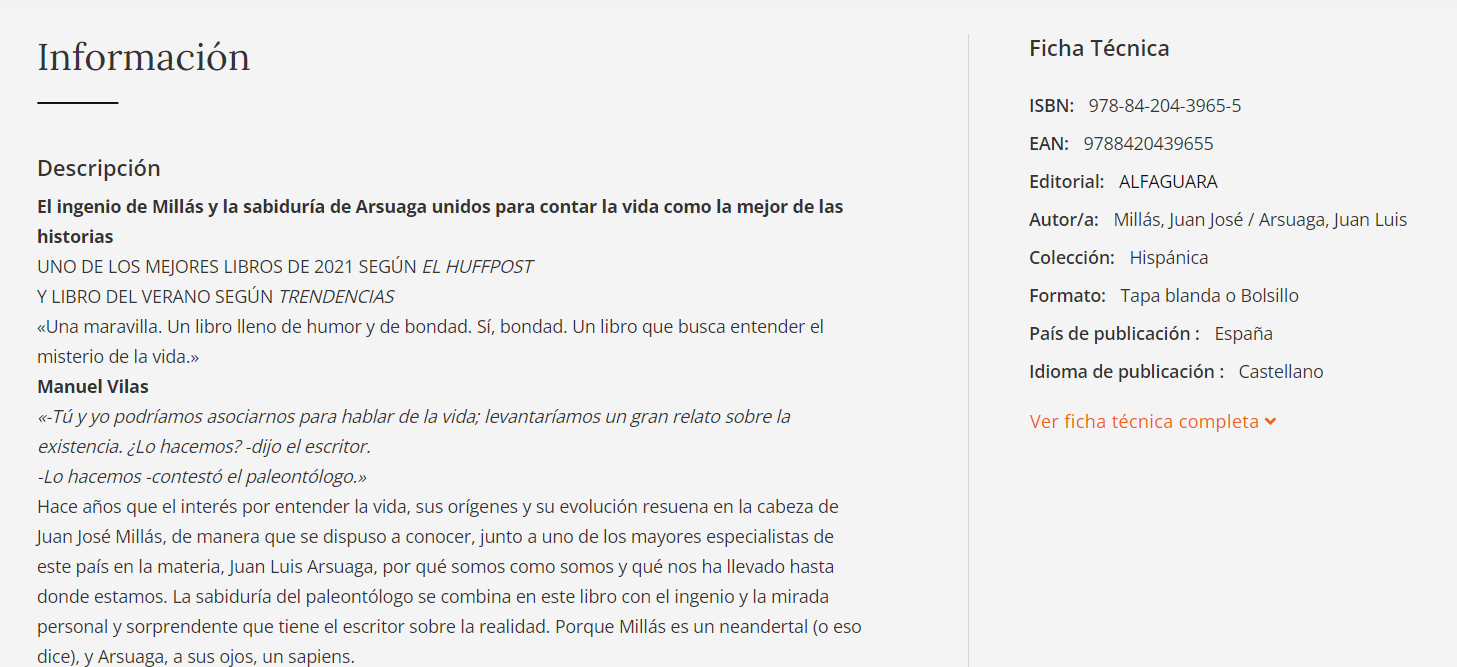 Información
Descripción
El ingenio de Millás y la sabiduría de Arsuaga unidos para contar la vida como la mejor de las
historias
UNO DE LOS MEJORES LIBROS DE 2021 SEGÚN EL HUFFPOST
Y LIBRO DEL VERANO SEGÚN TRENDENCIAS
«Una maravilla. Un libro lleno de humor y de bondad. Sí, bondad. Un libro que busca entender el
misterio de la vida.»
Manuel Vilas
«-Tú y yo podríamos asociarnos para hablar de la vida; levantaríamos un gran relato sobre la
existencia. ¿Lo hacemos? -dijo el escritor.
-Lo hacemos -contestó el paleontólogo.»
Hace años que el interés por entender la vida, sus orígenes y su evolución resuena en la cabeza de
Juan José Millás, de manera que se dispuso a conocer, junto a uno de los mayores especialistas de
este país en la materia, Juan Luis Arsuaga, por qué somos como somos y qué nos ha llevado hasta
donde estamos. La sabiduría del paleontólogo se combina en este libro con el ingenio y la mirada
personal y sorprendente que tiene el escritor sobre la realidad. Porque Millás es un neandertal (o eso
dice), y Arsuaga, a sus ojos, un sapiens.
Ficha Técnica
ISBN: 978-84-204-3965-5
EAN: 9788420439655
Editorial: ALFAGUARA
Autor/a: Millás, Juan José / Arsuaga, Juan Luis
Colección: Hispánica
Formato: Tapa blanda o Bolsillo
País de publicación : España
Idioma de publicación : Castellano
Ver ficha técnica completa